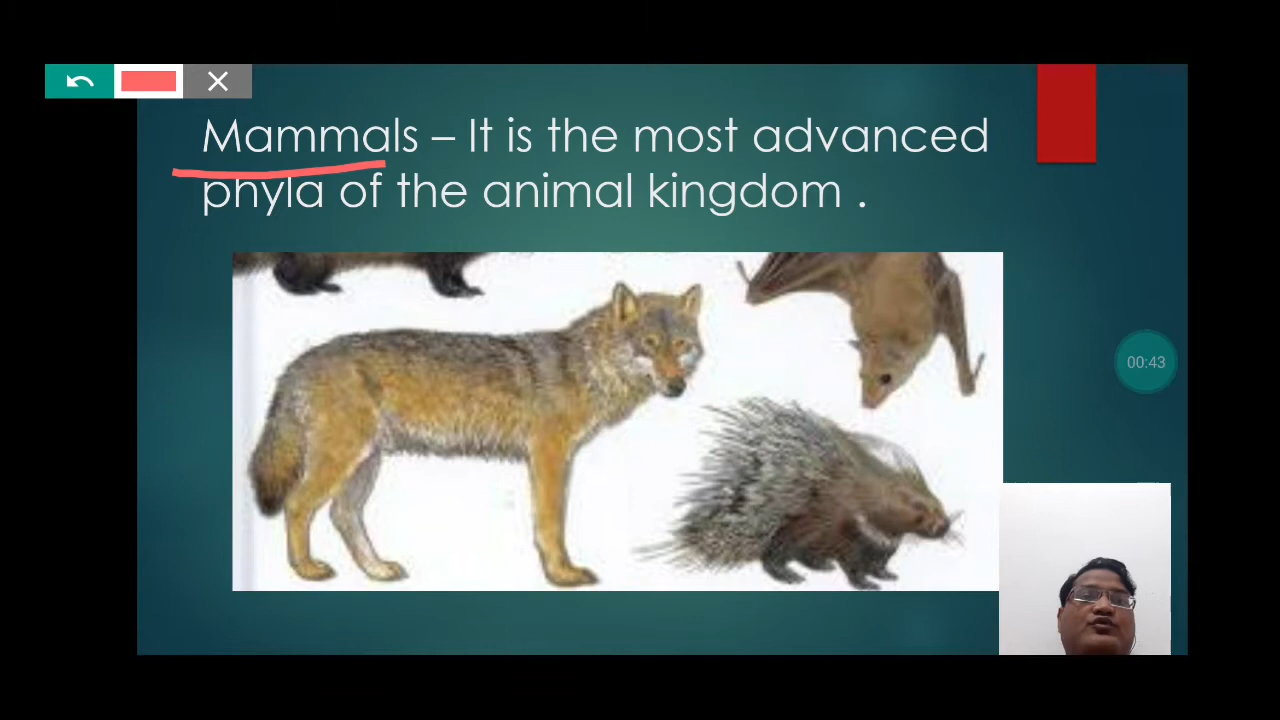 Mammals – It is the most advanced
phyla of the animal kingdom .
00:43